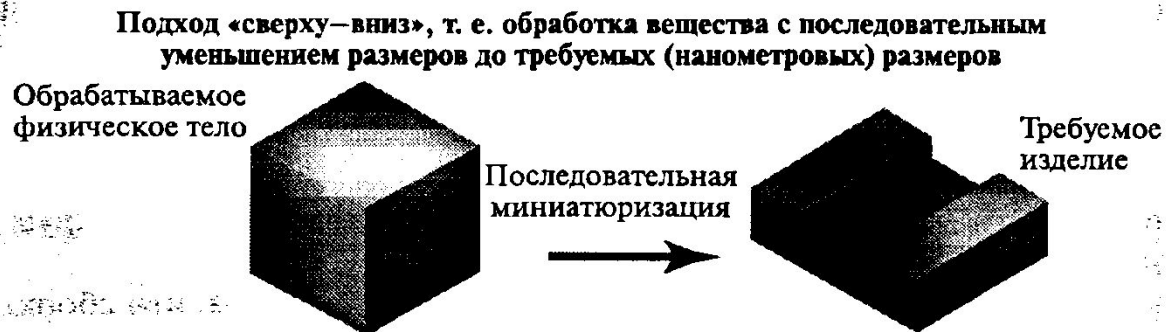 Подход «сверху—вниз», т. е. обработка вещества с последовательным
уменьшением размеров до требуемых (нанометровых) размеров
Обрабатываемое
физическое тело
Последовательная
миниатюризация
Требуемое
изделие